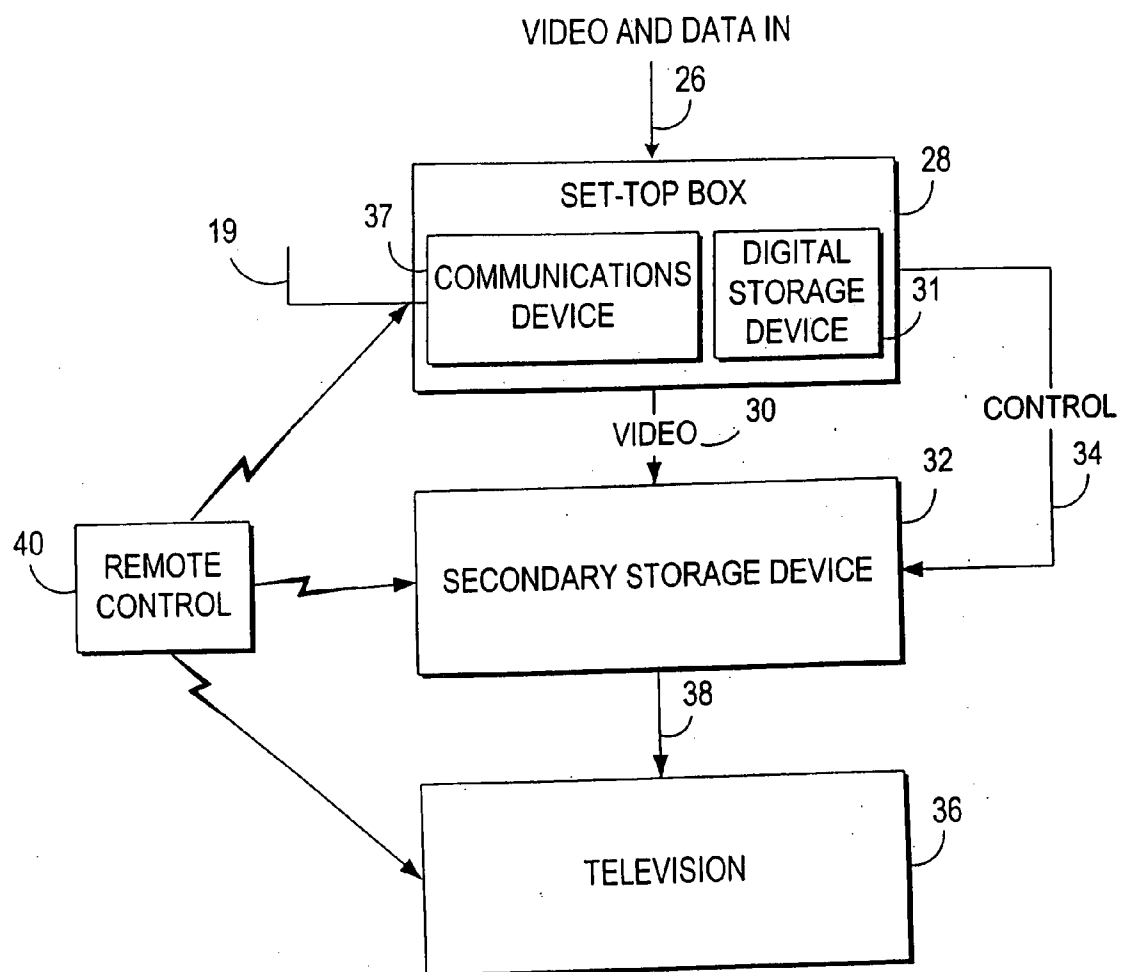 VIDEO AND DATA IN
26
28
SET-TOP BOX
37
19
COMMUNICATIONS
DEVICE
DIGITAL
STORAGE
DEVICE
31
CONTROL
VIDEO
30
34
32
40
REMOTE
CONTROL
SECONDARY STORAGE DEVICE
38
36
TELEVISION